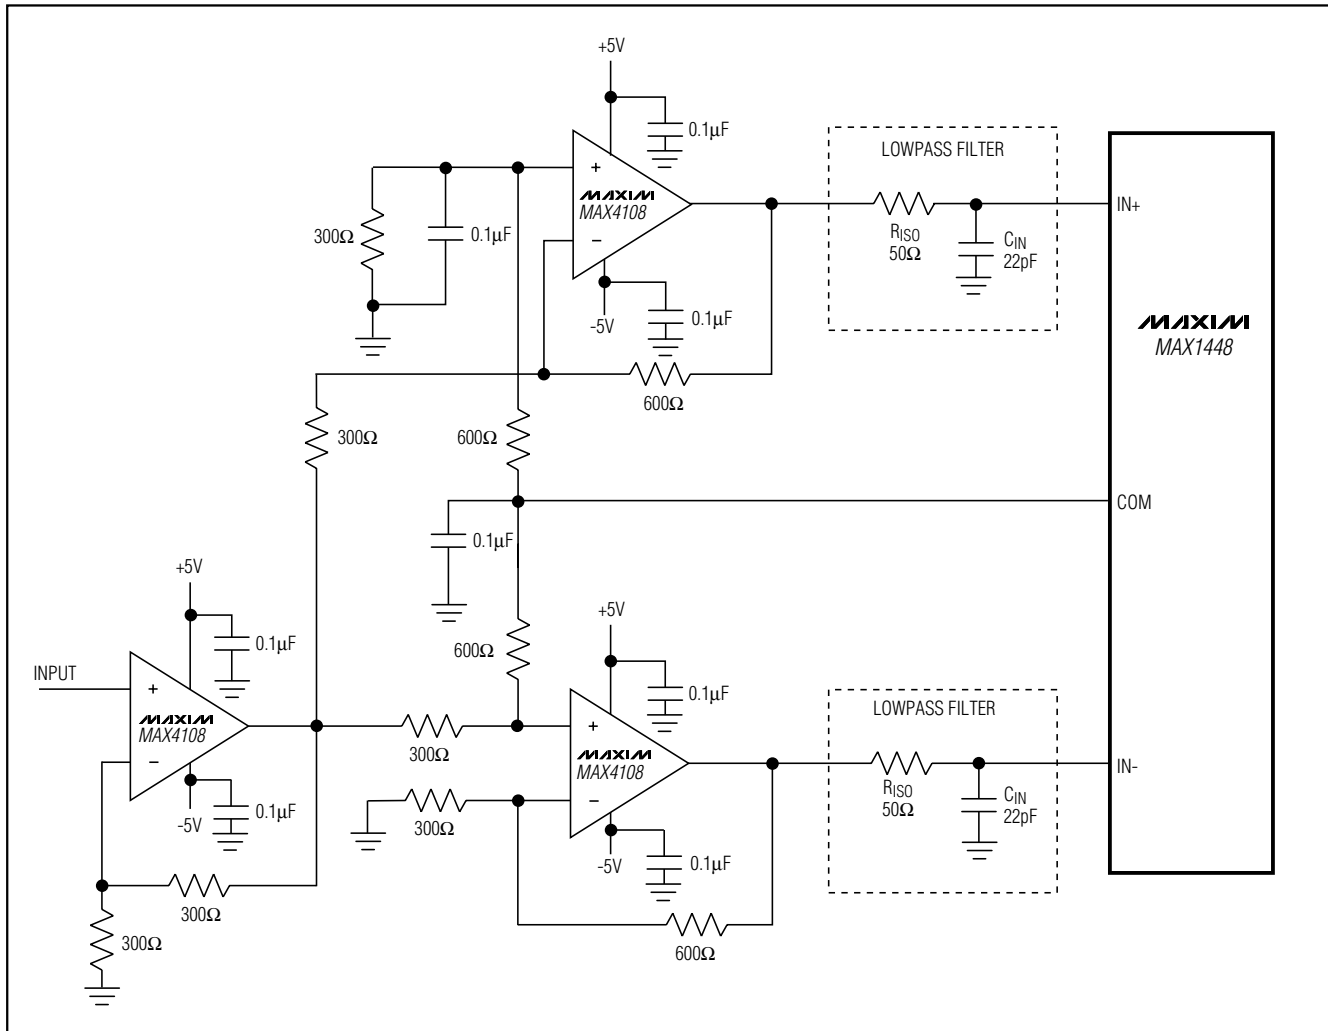 +5V
0.1μF
LOWPASS FILTER
MAXIM
MAX4108
+
−
300Ω
0.1μF
RISO
50Ω
CIN
22pF
IN+
-5V
0.1μF
MAXIM
MAX1448
600Ω
300Ω
600Ω
COM
0.1μF
+5V
0.1μF
INPUT
+
−
MAXIM
MAX4108
-5V
0.1μF
600Ω
+5V
0.1μF
LOWPASS FILTER
300Ω
+
−
MAXIM
MAX4108
RISO
50Ω
CIN
22pF
IN-
300Ω
-5V
0.1μF
300Ω
300Ω
600Ω